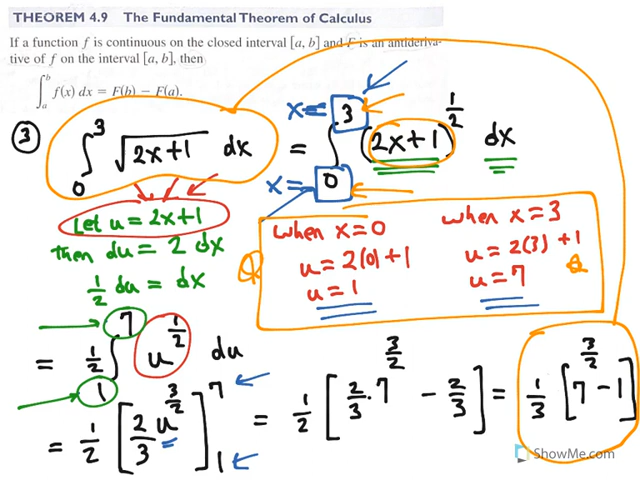 THEOREM 4.9 The Fundamental Theorem of Calculus
If a function f is continuous on the closed interval [a, b] and F is an antideriva-
tive of f on the interval [a, b], then
∫_a^b f(x) dx = F(b) − F(a).
③ ∫_0^3 √(2x+1) dx = ∫_{x=0}^{x=3} (2x+1)^{1/2} dx
Let u = 2x+1
then du = 2 dx
1/2 du = dx
when x=0
u = 2(0)+1
u = 1
when x=3
u = 2(3)+1
u = 7
= 1/2 ∫_1^7 u^{1/2} du
= 1/2 [2/3 u^{3/2}]_1^7 = 1/2 [2/3 · 7^{3/2} − 2/3] = 1/3 [7^{3/2} − 1]
ShowMe.com